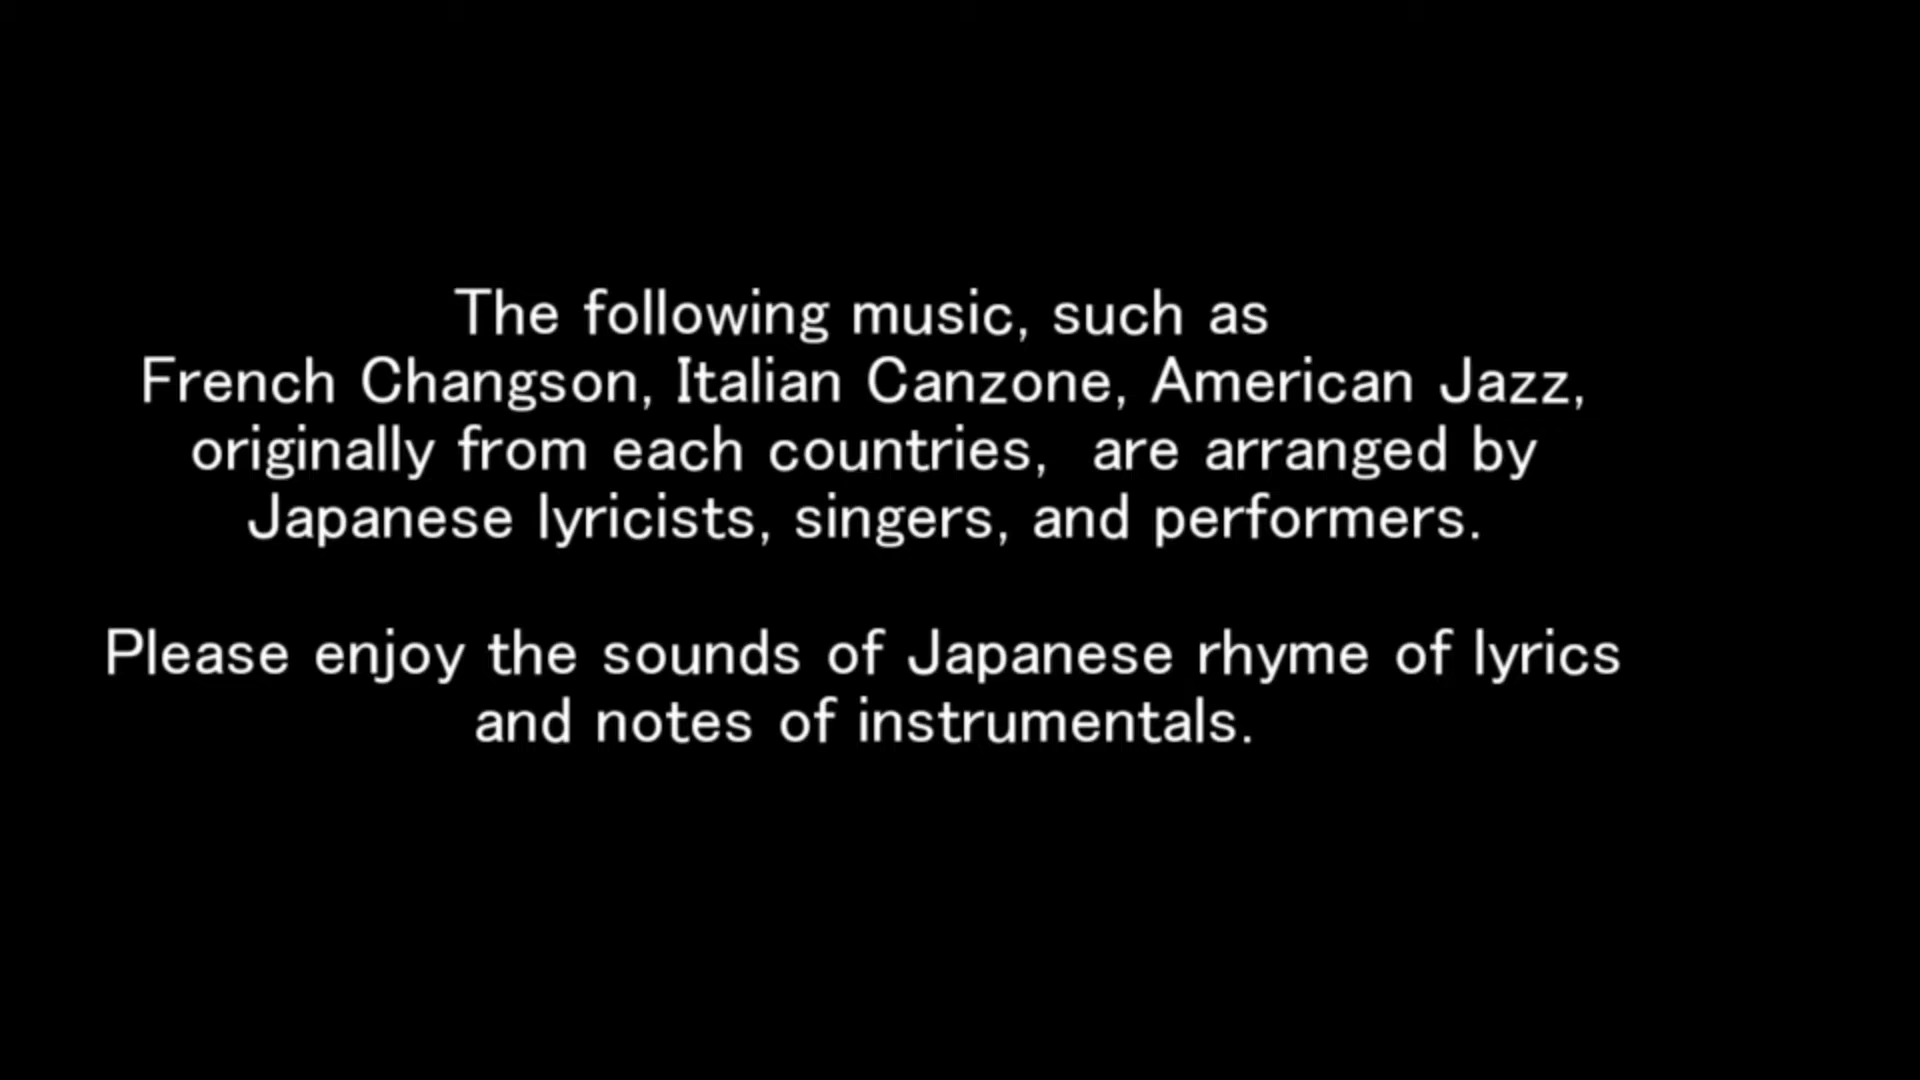 The following music, such as
French Changson, Italian Canzone, American Jazz,
originally from each countries,  are arranged by
Japanese lyricists, singers, and performers.
Please enjoy the sounds of Japanese rhyme of lyrics
and notes of instrumentals.